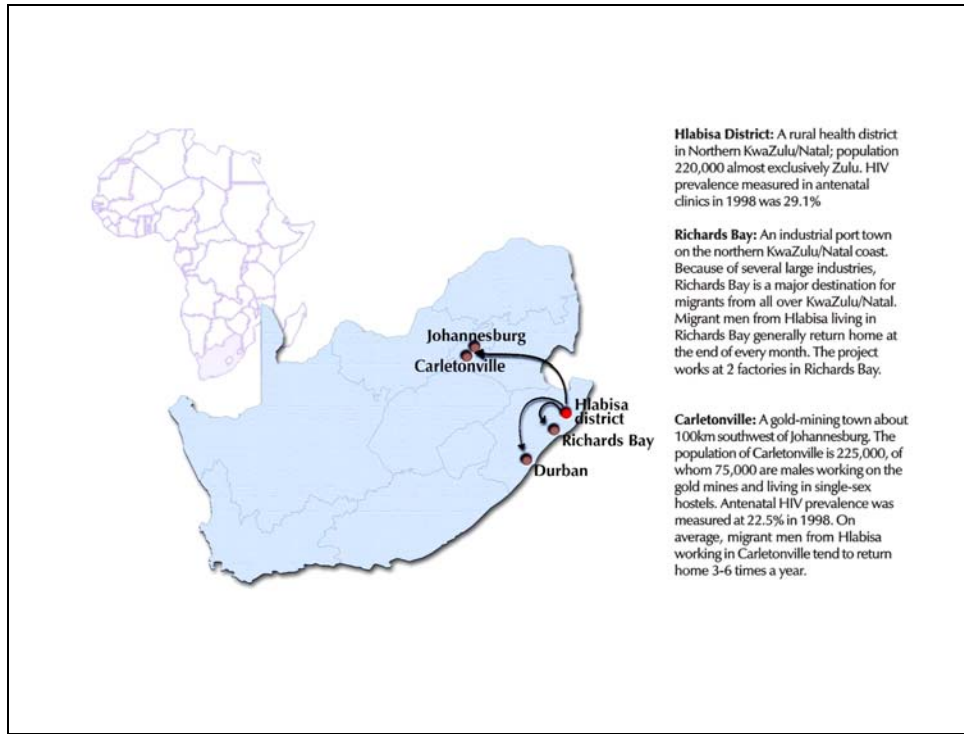 Hlabisa District: A rural health district
in Northern KwaZulu/Natal; population
220,000 almost exclusively Zulu. HIV
prevalence measured in antenatal
clinics in 1998 was 29.1%
Richards Bay: An industrial port town
on the northern KwaZulu/Natal coast.
Because of several large industries,
Richards Bay is a major destination for
migrants from all over KwaZulu/Natal.
Migrant men from Hlabisa living in
Richards Bay generally return home at
the end of every month. The project
works at 2 factories in Richards Bay.
Carletonville: A gold-mining town about
100km southwest of Johannesburg. The
population of Carletonville is 225,000, of
whom 75,000 are males working on the
gold mines and living in single-sex
hostels. Antenatal HIV prevalence was
measured at 22.5% in 1998. On
average, migrant men from Hlabisa
working in Carletonville tend to return
home 3-6 times a year.
Johannesburg
Carletonville
Hlabisa
district
Richards Bay
Durban